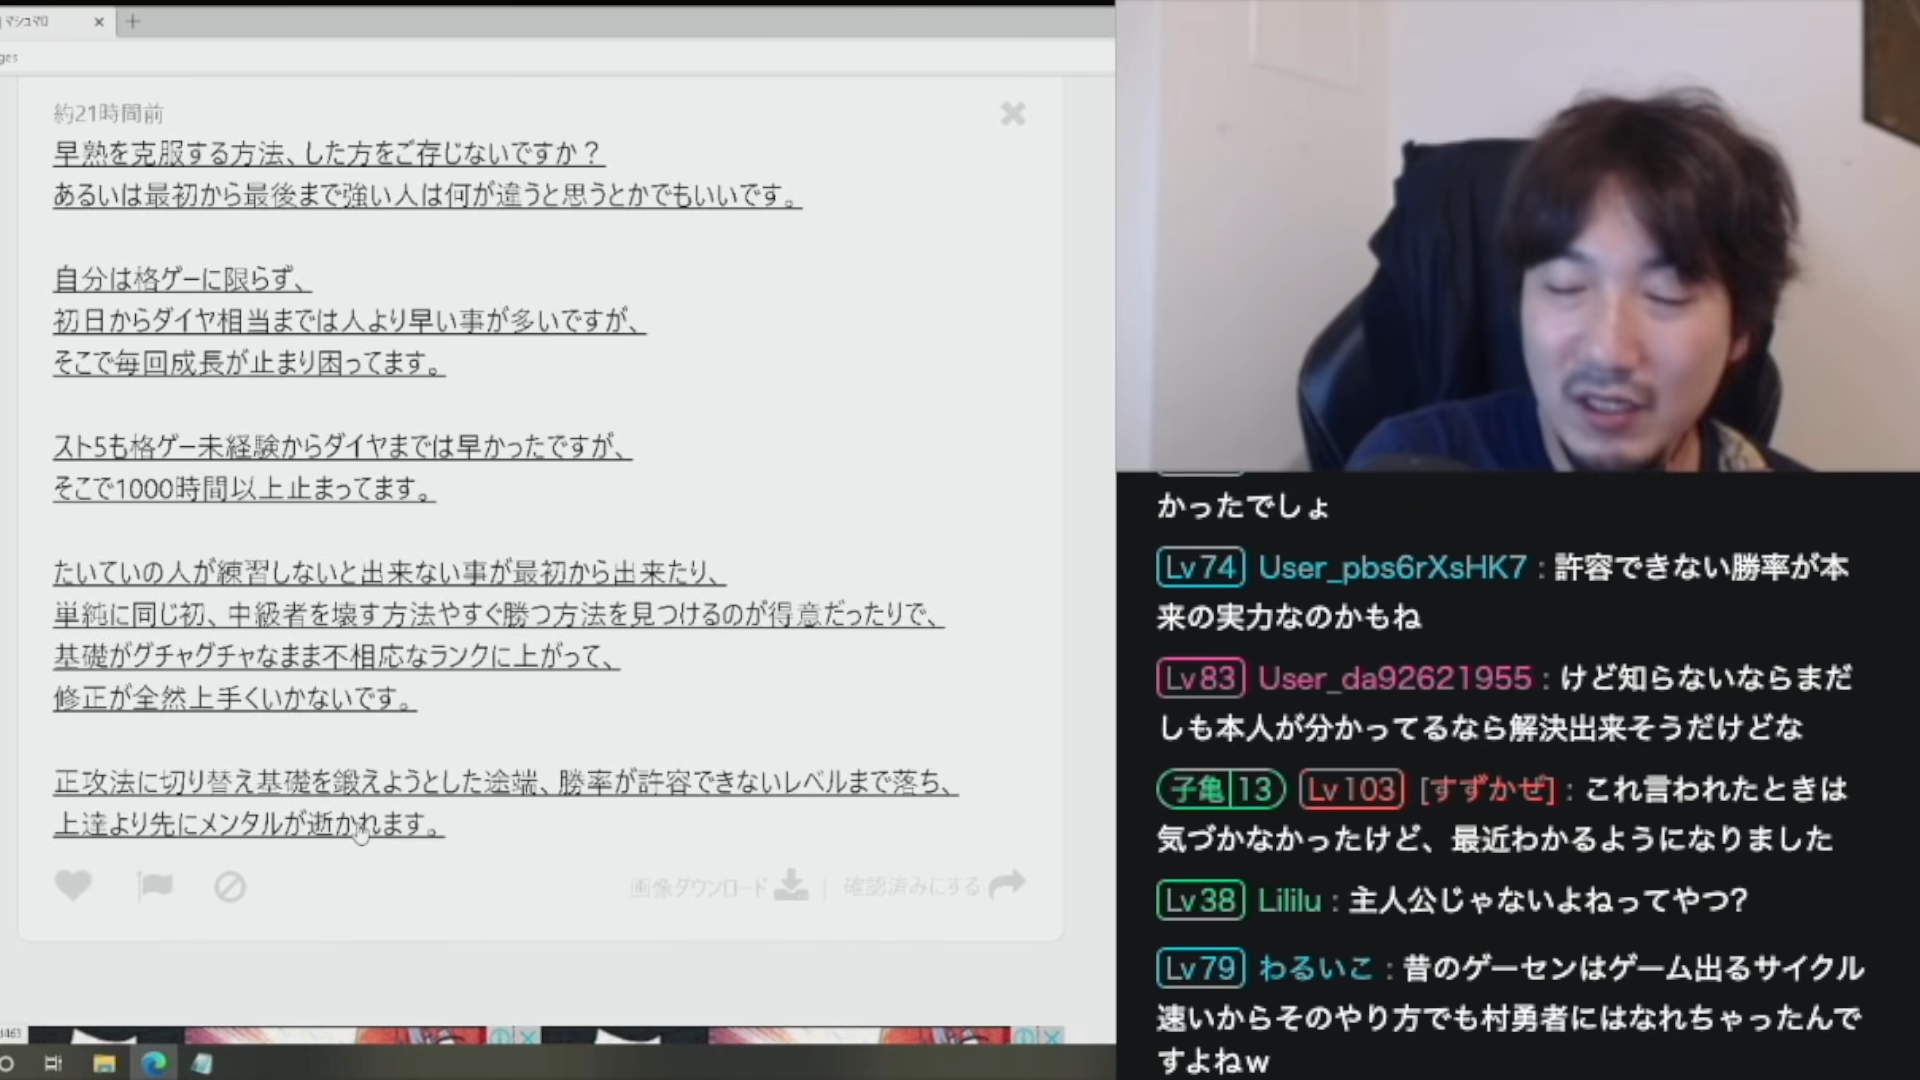 マシュマロ
ges
約21時間前
早熟を克服する方法、した方をご存じないですか？
あるいは最初から最後まで強い人は何が違うと思うとかでもいいです。
自分は格ゲーに限らず、
初日からダイヤ相当までは人より早い事が多いですが、
そこで毎回成長が止まり困ってます。
スト5も格ゲー未経験からダイヤまでは早かったですが、
そこで1000時間以上止まってます。
たいていの人が練習しないと出来ない事が最初から出来たり、
単純に同じ初、中級者を壊す方法やすぐ勝つ方法を見つけるのが得意だったりで、
基礎がグチャグチャなまま不相応なランクに上がって、
修正が全然上手くいかないです。
正攻法に切り替え基礎を鍛えようとした途端、勝率が許容できないレベルまで落ち、
上達より先にメンタルが逝かれます。
画像ダウンロード | 確認済みにする
かったでしょ
Lv74 User_pbs6rXsHK7 : 許容できない勝率が本
来の実力なのかもね
Lv83 User_da92621955 : けど知らないならまだ
しも本人が分かってるなら解決出来そうだけどな
子亀 13 Lv103 [すずかぜ] : これ言われたときは
気づかなかったけど、最近わかるようになりました
Lv38 Lililu : 主人公じゃないよねってやつ?
Lv79 わるいこ : 昔のゲーセンはゲーム出るサイクル
速いからそのやり方でも村勇者にはなれちゃったんで
すよねw